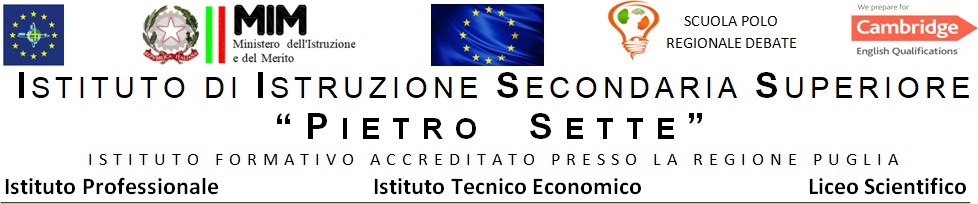 MIM
Ministero dell'Istruzione
e del Merito
SCUOLA POLO
REGIONALE DEBATE
We prepare for
Cambridge
English Qualifications
ISTITUTO DI ISTRUZIONE SECONDARIA SUPERIORE
“PIETRO SETTE”
ISTITUTO FORMATIVO ACCREDITATO PRESSO LA REGIONE PUGLIA
Istituto Professionale Istituto Tecnico Economico Liceo Scientifico